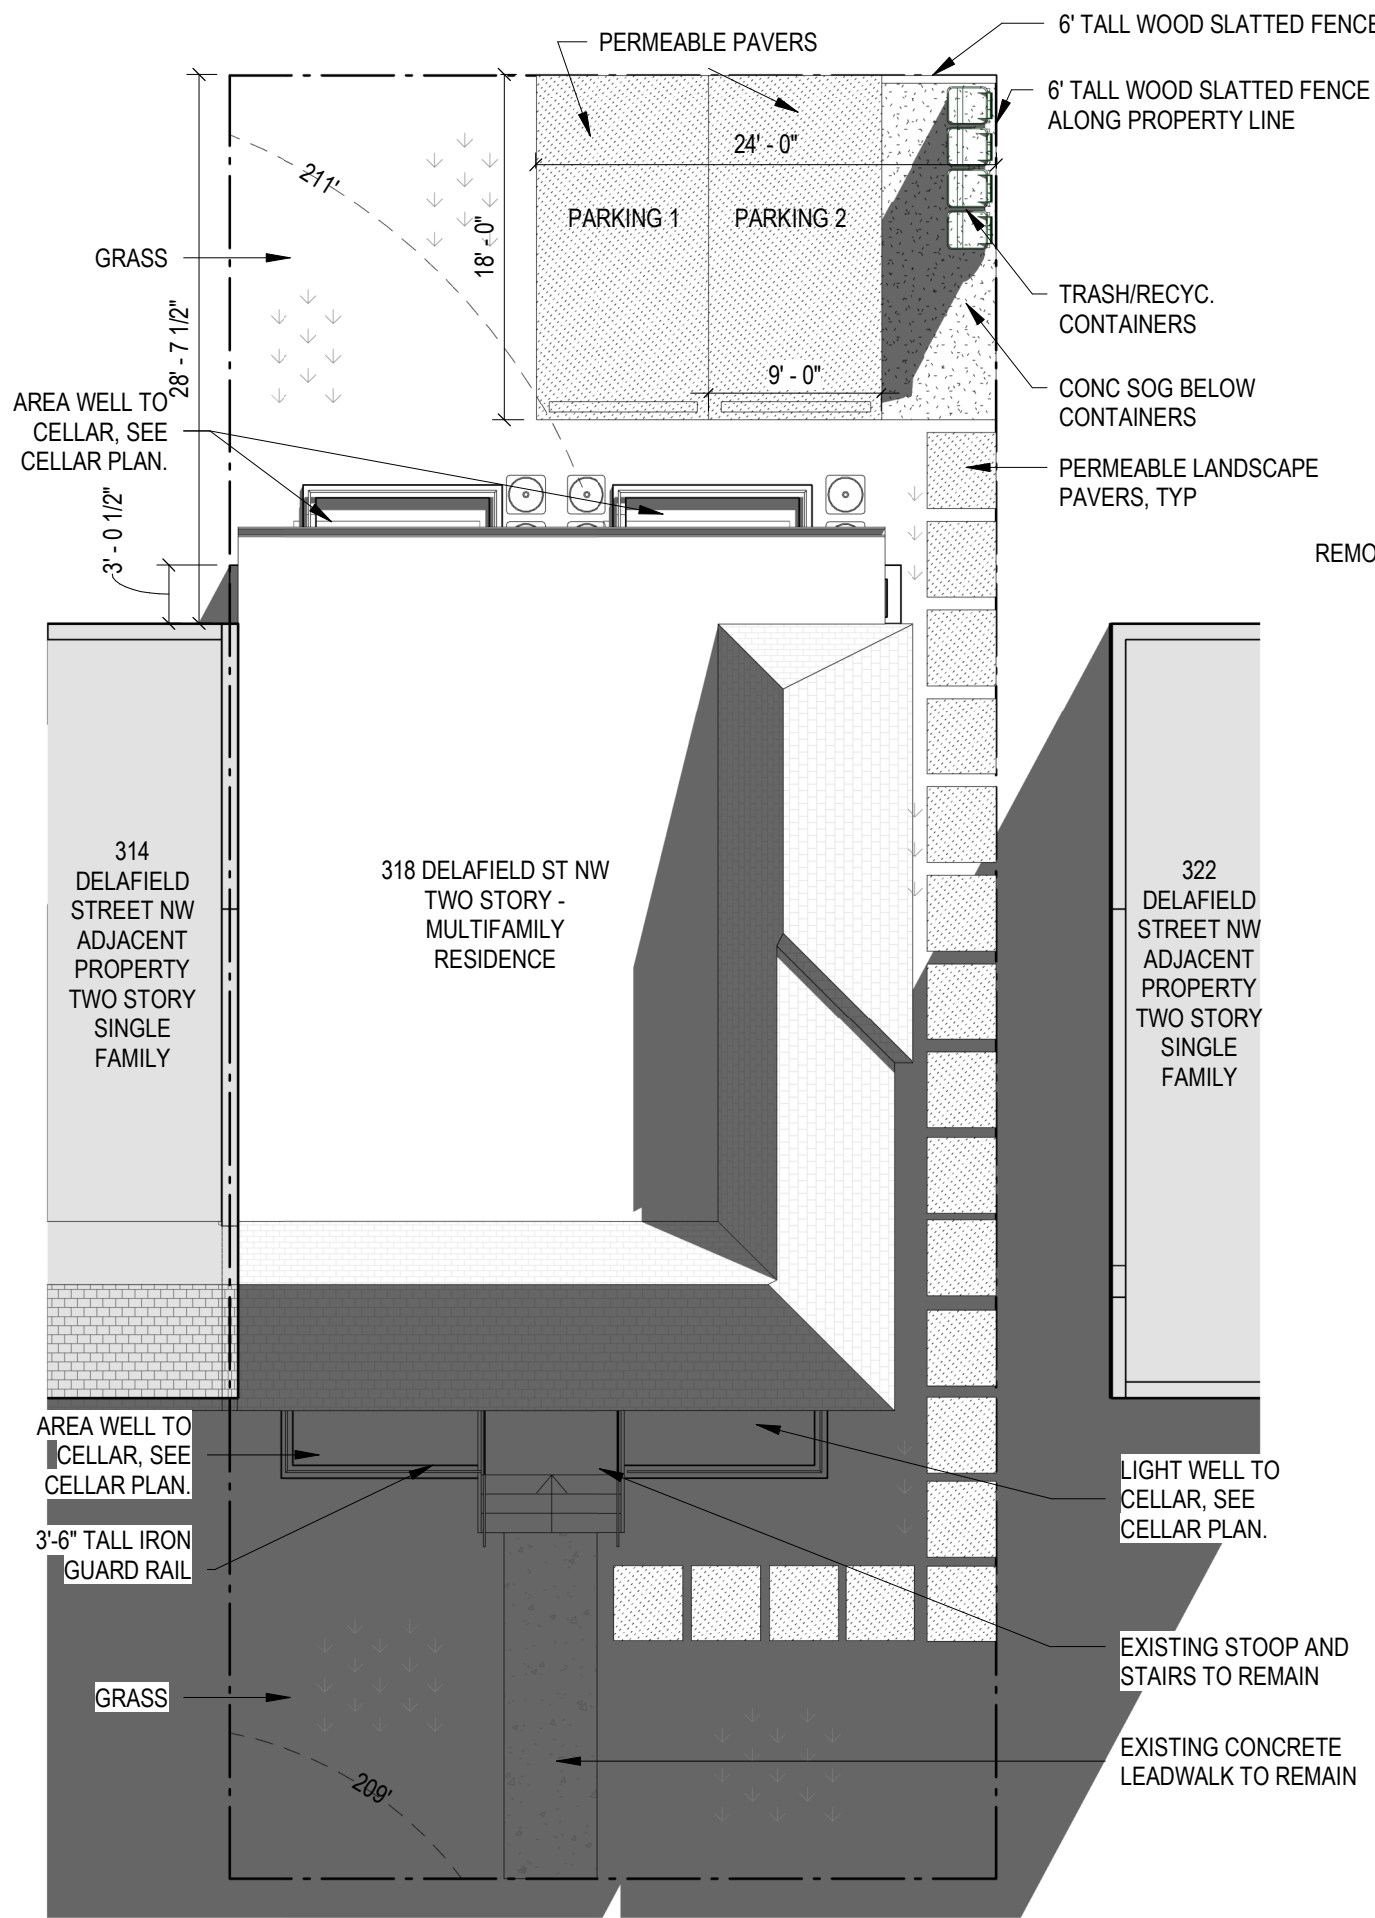 6' TALL WOOD SLATTED FENCE
PERMEABLE PAVERS
6' TALL WOOD SLATTED FENCE
ALONG PROPERTY LINE
24' - 0"
211'
PARKING 1
PARKING 2
18' - 0"
GRASS
28' - 7 1/2"
TRASH/RECYC.
CONTAINERS
9' - 0"
CONC SOG BELOW
CONTAINERS
AREA WELL TO
CELLAR, SEE
CELLAR PLAN.
PERMEABLE LANDSCAPE
PAVERS, TYP
3' - 0 1/2"
REMO
314
DELAFIELD
STREET NW
ADJACENT
PROPERTY
TWO STORY
SINGLE
FAMILY
318 DELAFIELD ST NW
TWO STORY -
MULTIFAMILY
RESIDENCE
322
DELAFIELD
STREET NW
ADJACENT
PROPERTY
TWO STORY
SINGLE
FAMILY
AREA WELL TO
CELLAR, SEE
CELLAR PLAN.
LIGHT WELL TO
CELLAR, SEE
CELLAR PLAN.
3'-6" TALL IRON
GUARD RAIL
EXISTING STOOP AND
STAIRS TO REMAIN
GRASS
EXISTING CONCRETE
LEADWALK TO REMAIN
209'